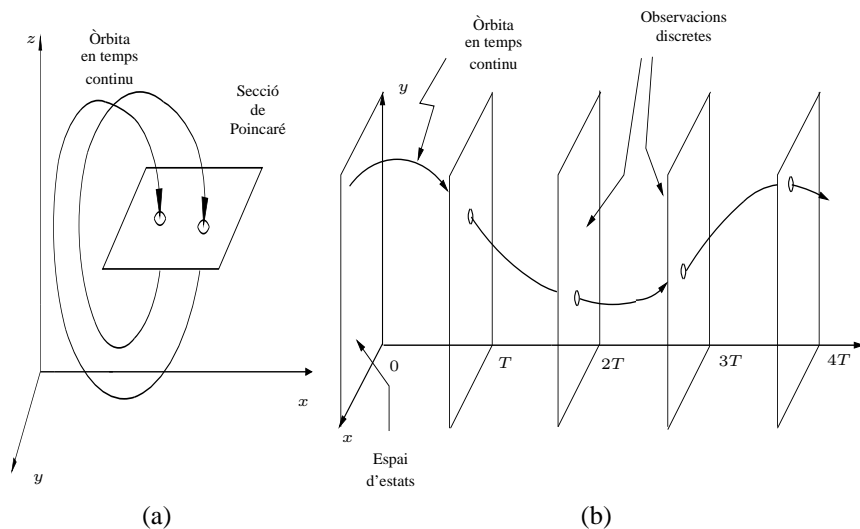 z
Òrbita
en temps
continu
Secció
de
Poincaré
x
y
(a)
Òrbita
en temps
continu
Observacions
discretes
y
0
T
2T
3T
4T
x
Espai
d'estats
(b)